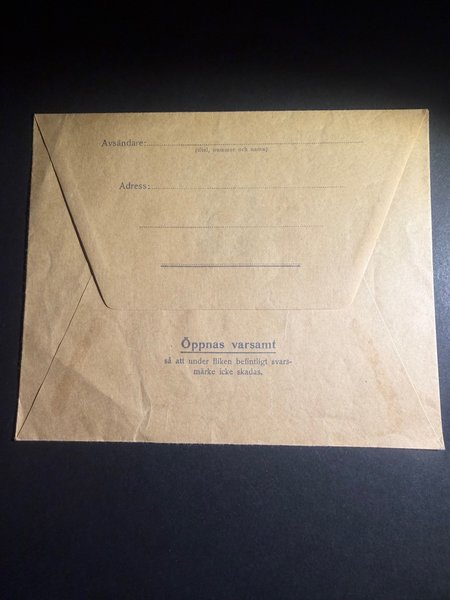 Avsändare:
(titel, nummer och namn)
Adress:
Öppnas varsamt
så att under fliken befintligt svars-
märke icke skadas.